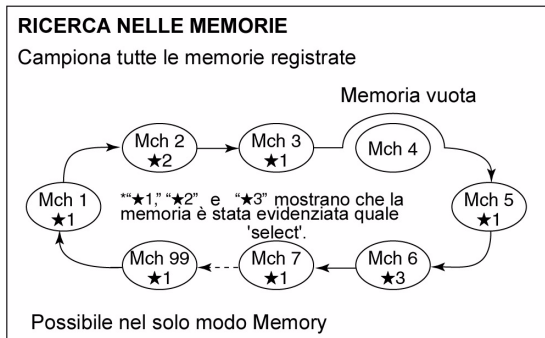 RICERCA NELLE MEMORIE
Campiona tutte le memorie registrate
Memoria vuota
Mch 2
★2
Mch 3
★1
Mch 4
Mch 1
★1
*“★1,” “★2” e “★3” mostrano che la
memoria è stata evidenziata quale
'select'.
Mch 5
★1
Mch 99
★1
Mch 7
★1
Mch 6
★3
Possibile nel solo modo Memory